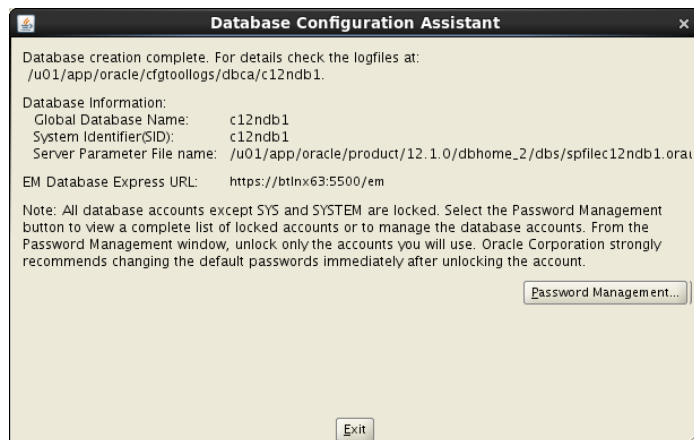 Database Configuration Assistant
Database creation complete. For details check the logfiles at:
/u01/app/oracle/cfgtoollogs/dbca/c12ndb1.
Database Information:
Global Database Name: c12ndb1
System Identifier(SID): c12ndb1
Server Parameter File name: /u01/app/oracle/product/12.1.0/dbhome_2/dbs/spfilec12ndb1.ora
EM Database Express URL: https://btlnx63:5500/em
Note: All database accounts except SYS and SYSTEM are locked. Select the Password Management
button to view a complete list of locked accounts or to manage the database accounts. From the
Password Management window, unlock only the accounts you will use. Oracle Corporation strongly
recommends changing the default passwords immediately after unlocking the account.
Password Management...
Exit